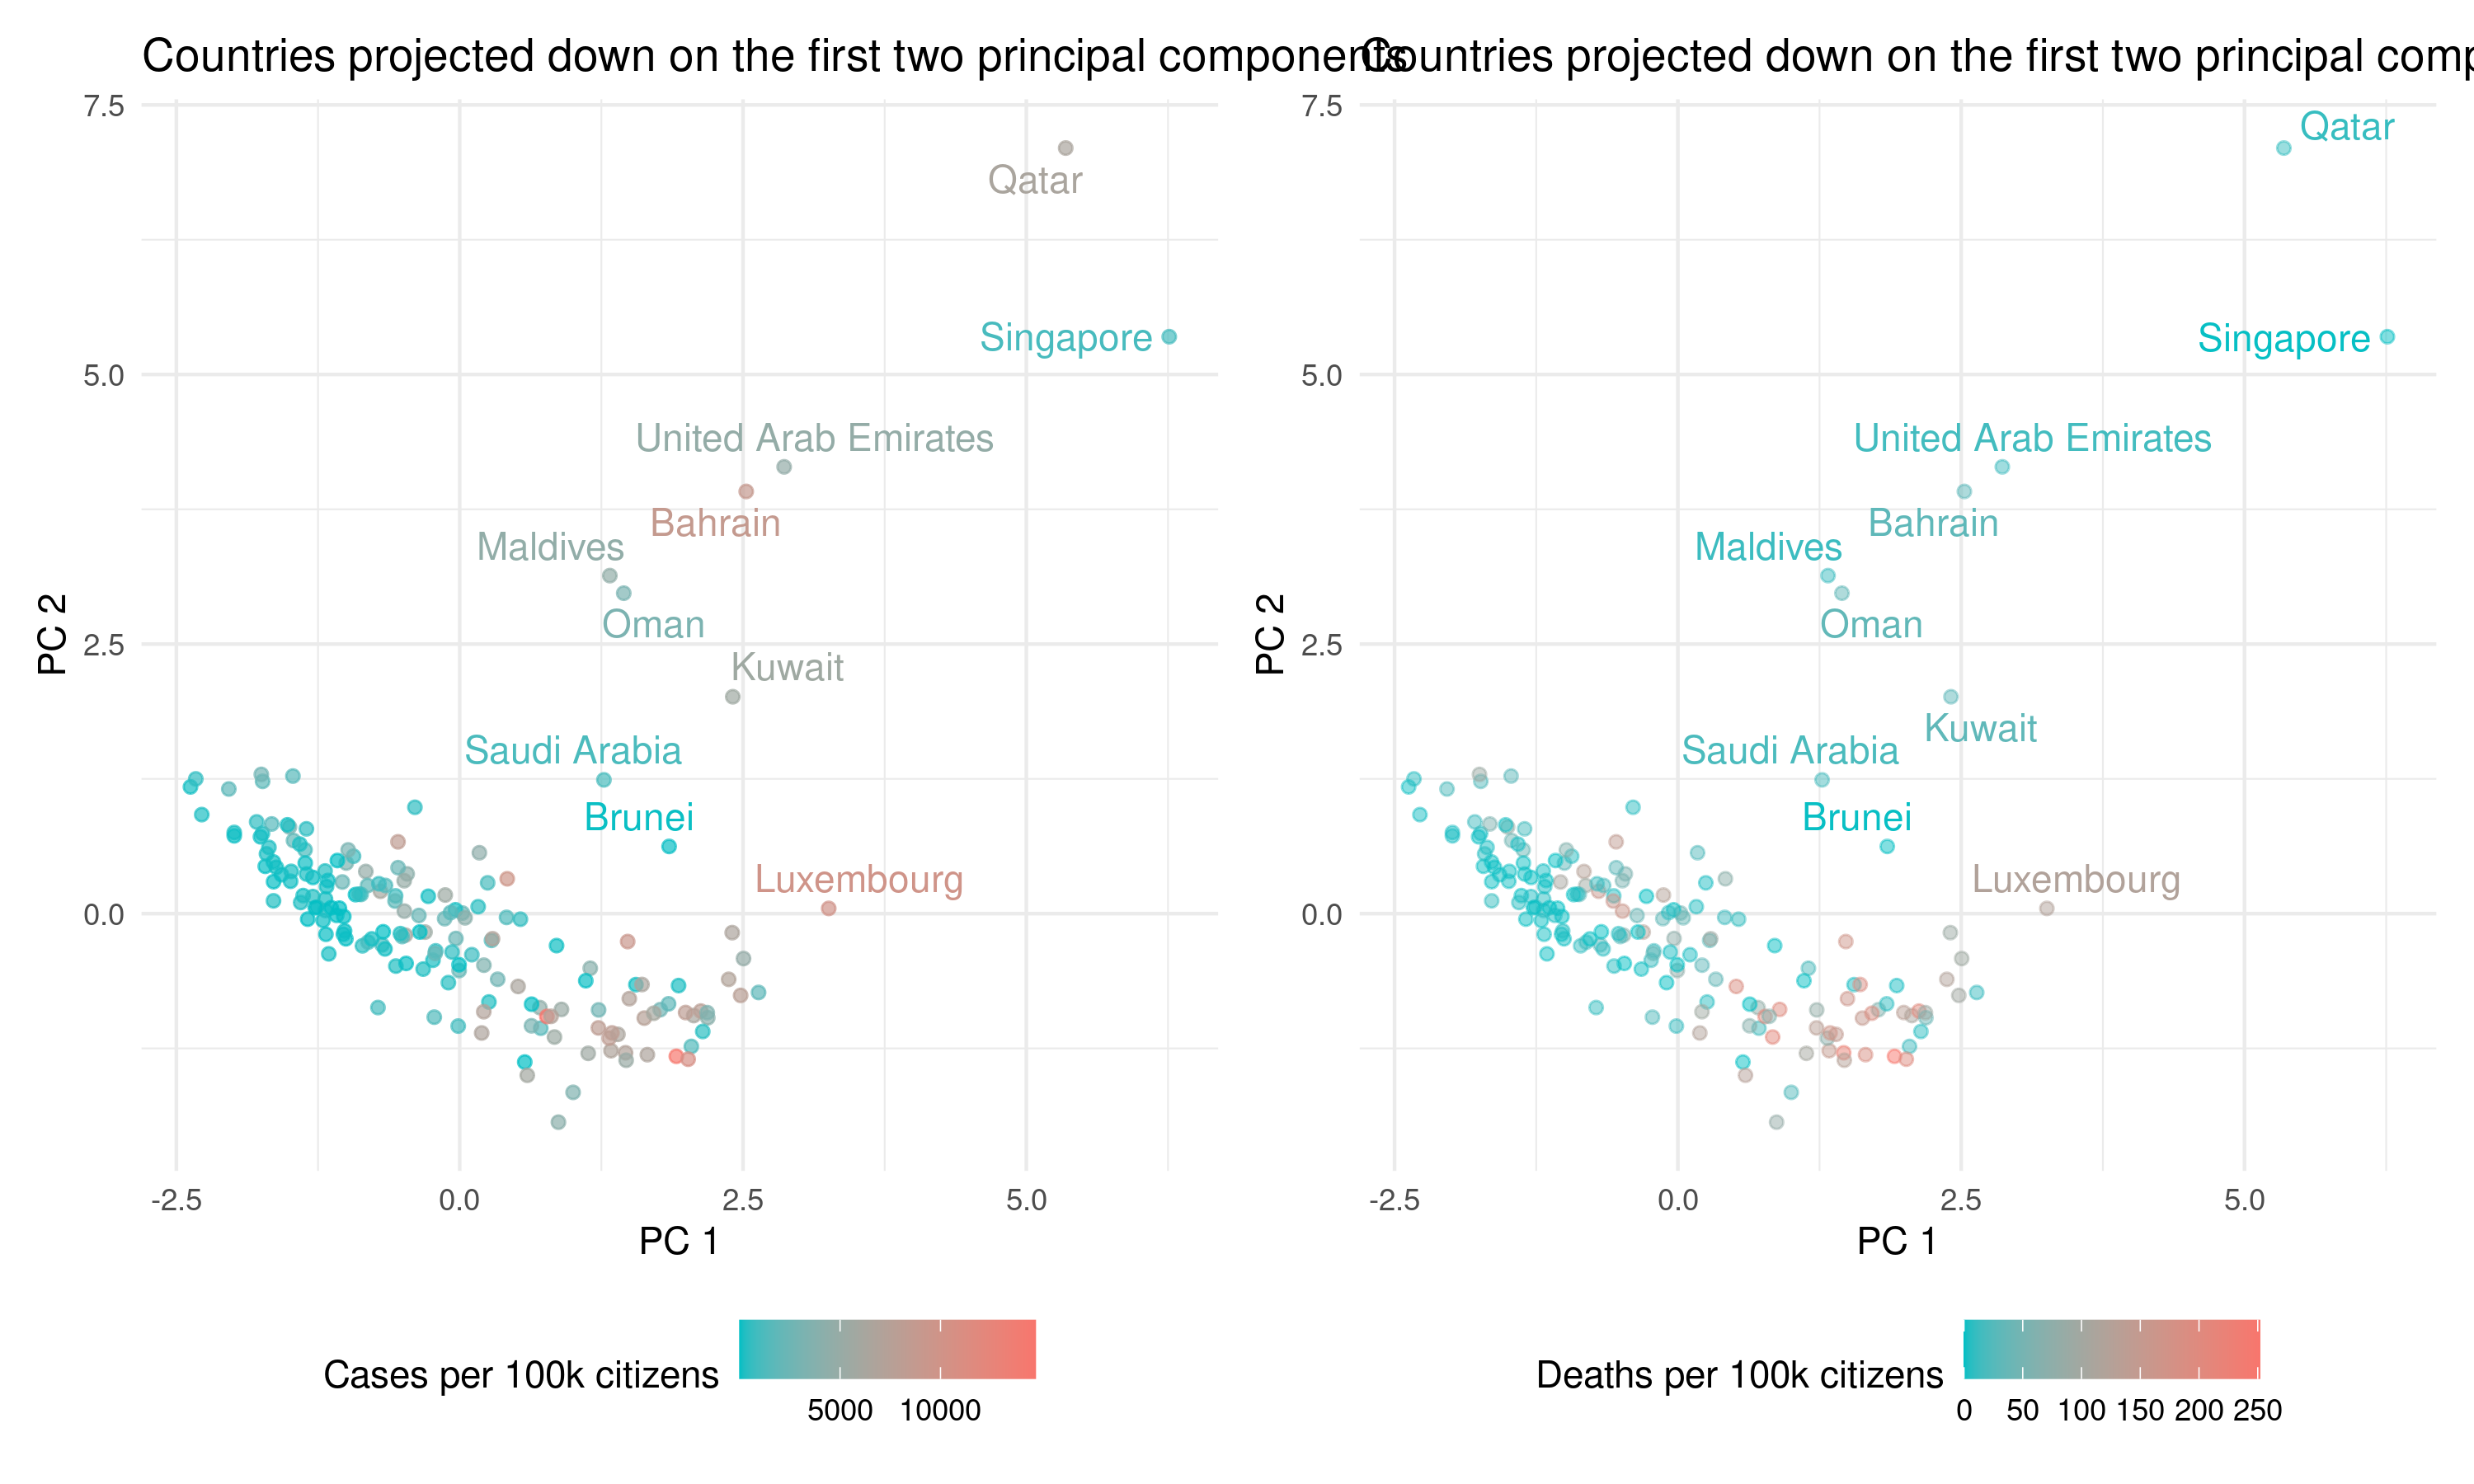 Countries projected down on the first two principal components
7.5
5.0
2.5
0.0
PC 2
Qatar
Singapore
United Arab Emirates
Bahrain
Maldives
Oman
Kuwait
Saudi Arabia
Brunei
Luxembourg
-2.5 0.0 2.5 5.0
PC 1
Cases per 100k citizens
5000 10000
Countries projected down on the first two principal comp
7.5
5.0
2.5
0.0
PC 2
Qatar
Singapore
United Arab Emirates
Bahrain
Maldives
Oman
Kuwait
Saudi Arabia
Brunei
Luxembourg
-2.5 0.0 2.5 5.0
PC 1
Deaths per 100k citizens
0 50 100 150 200 250